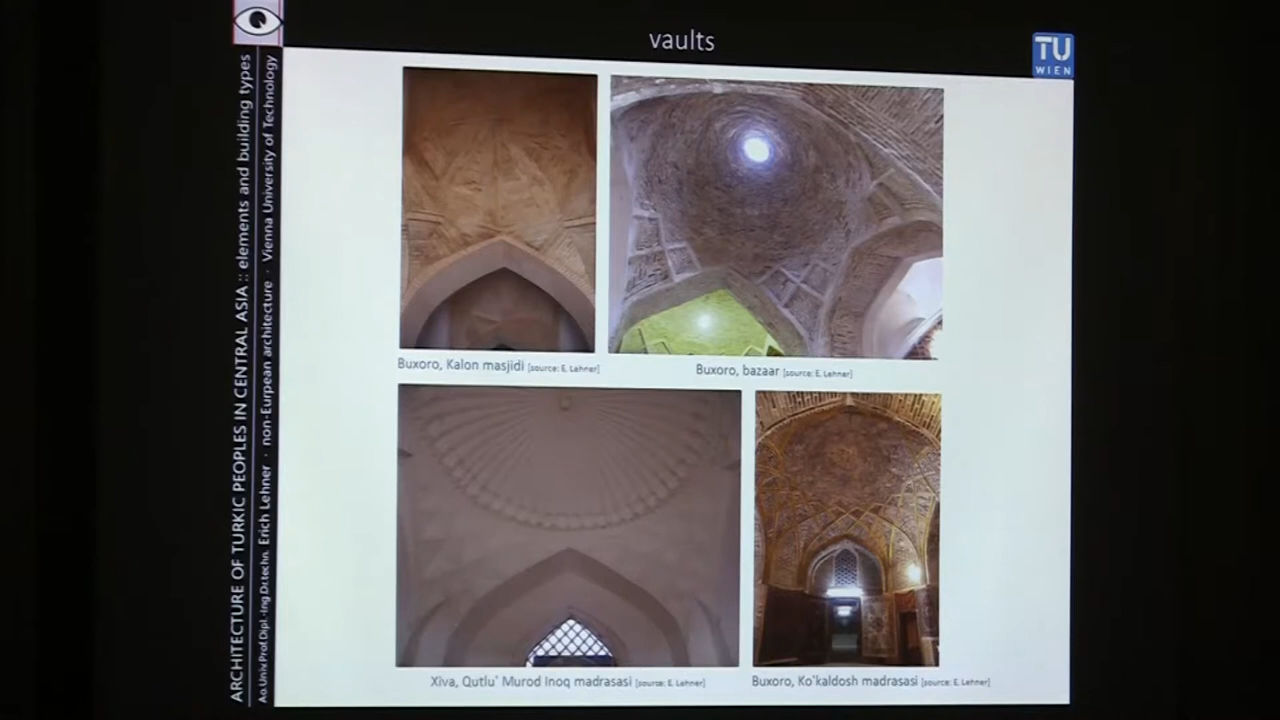 vaults
TU
WIEN
ARCHITECTURE OF TURKIC PEOPLES IN CENTRAL ASIA :: elements and building types
Ao.Univ.Prof.Dipl.-Ing Dr.techn. Erich Lehner · non-Eurpean architecture · Vienna University of Technology
Buxoro, Kalon masjidi [source: E. Lehner]
Buxoro, bazaar [source: E. Lehner]
Xiva, Qutlu' Murod Inoq madrasasi [source: E. Lehner]
Buxoro, Ko'kaldosh madrasasi [source: E. Lehner]